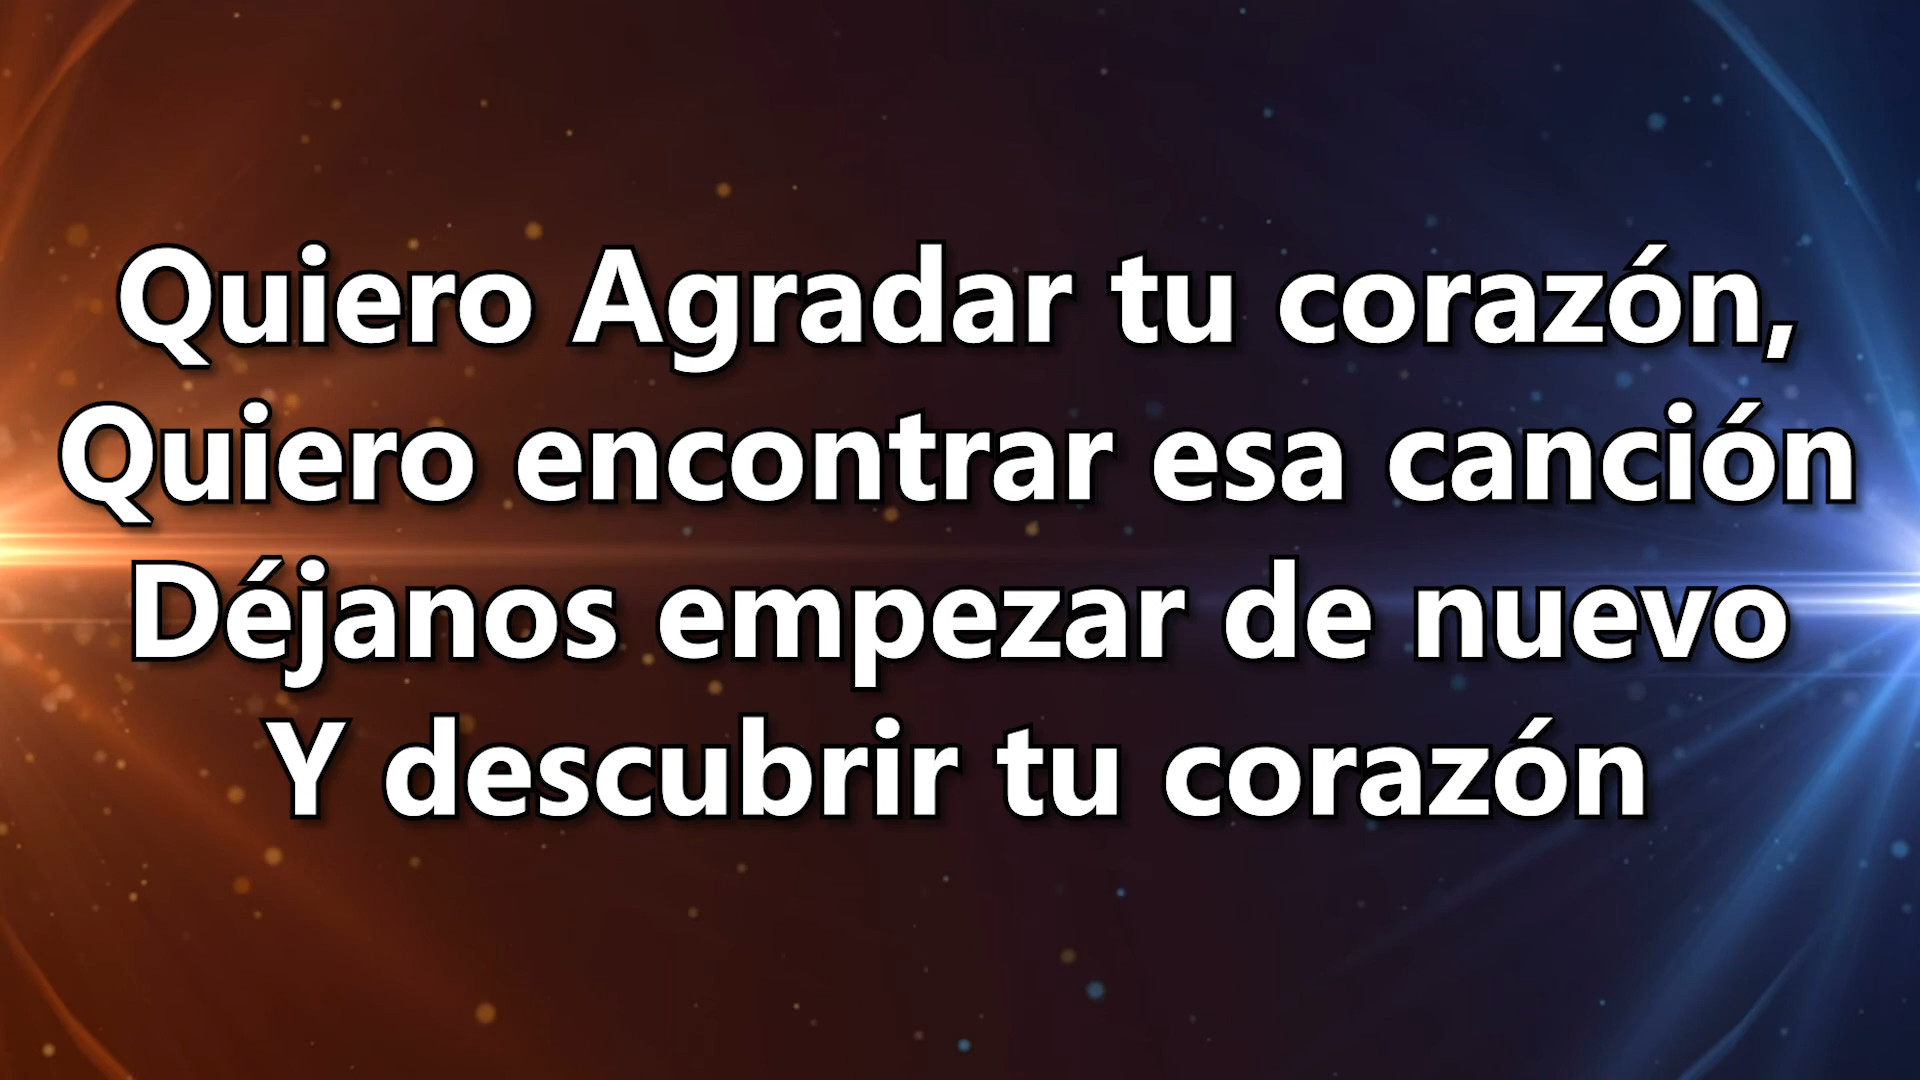 Quiero Agradar tu corazón,
Quiero encontrar esa canción
Déjanos empezar de nuevo
Y descubrir tu corazón